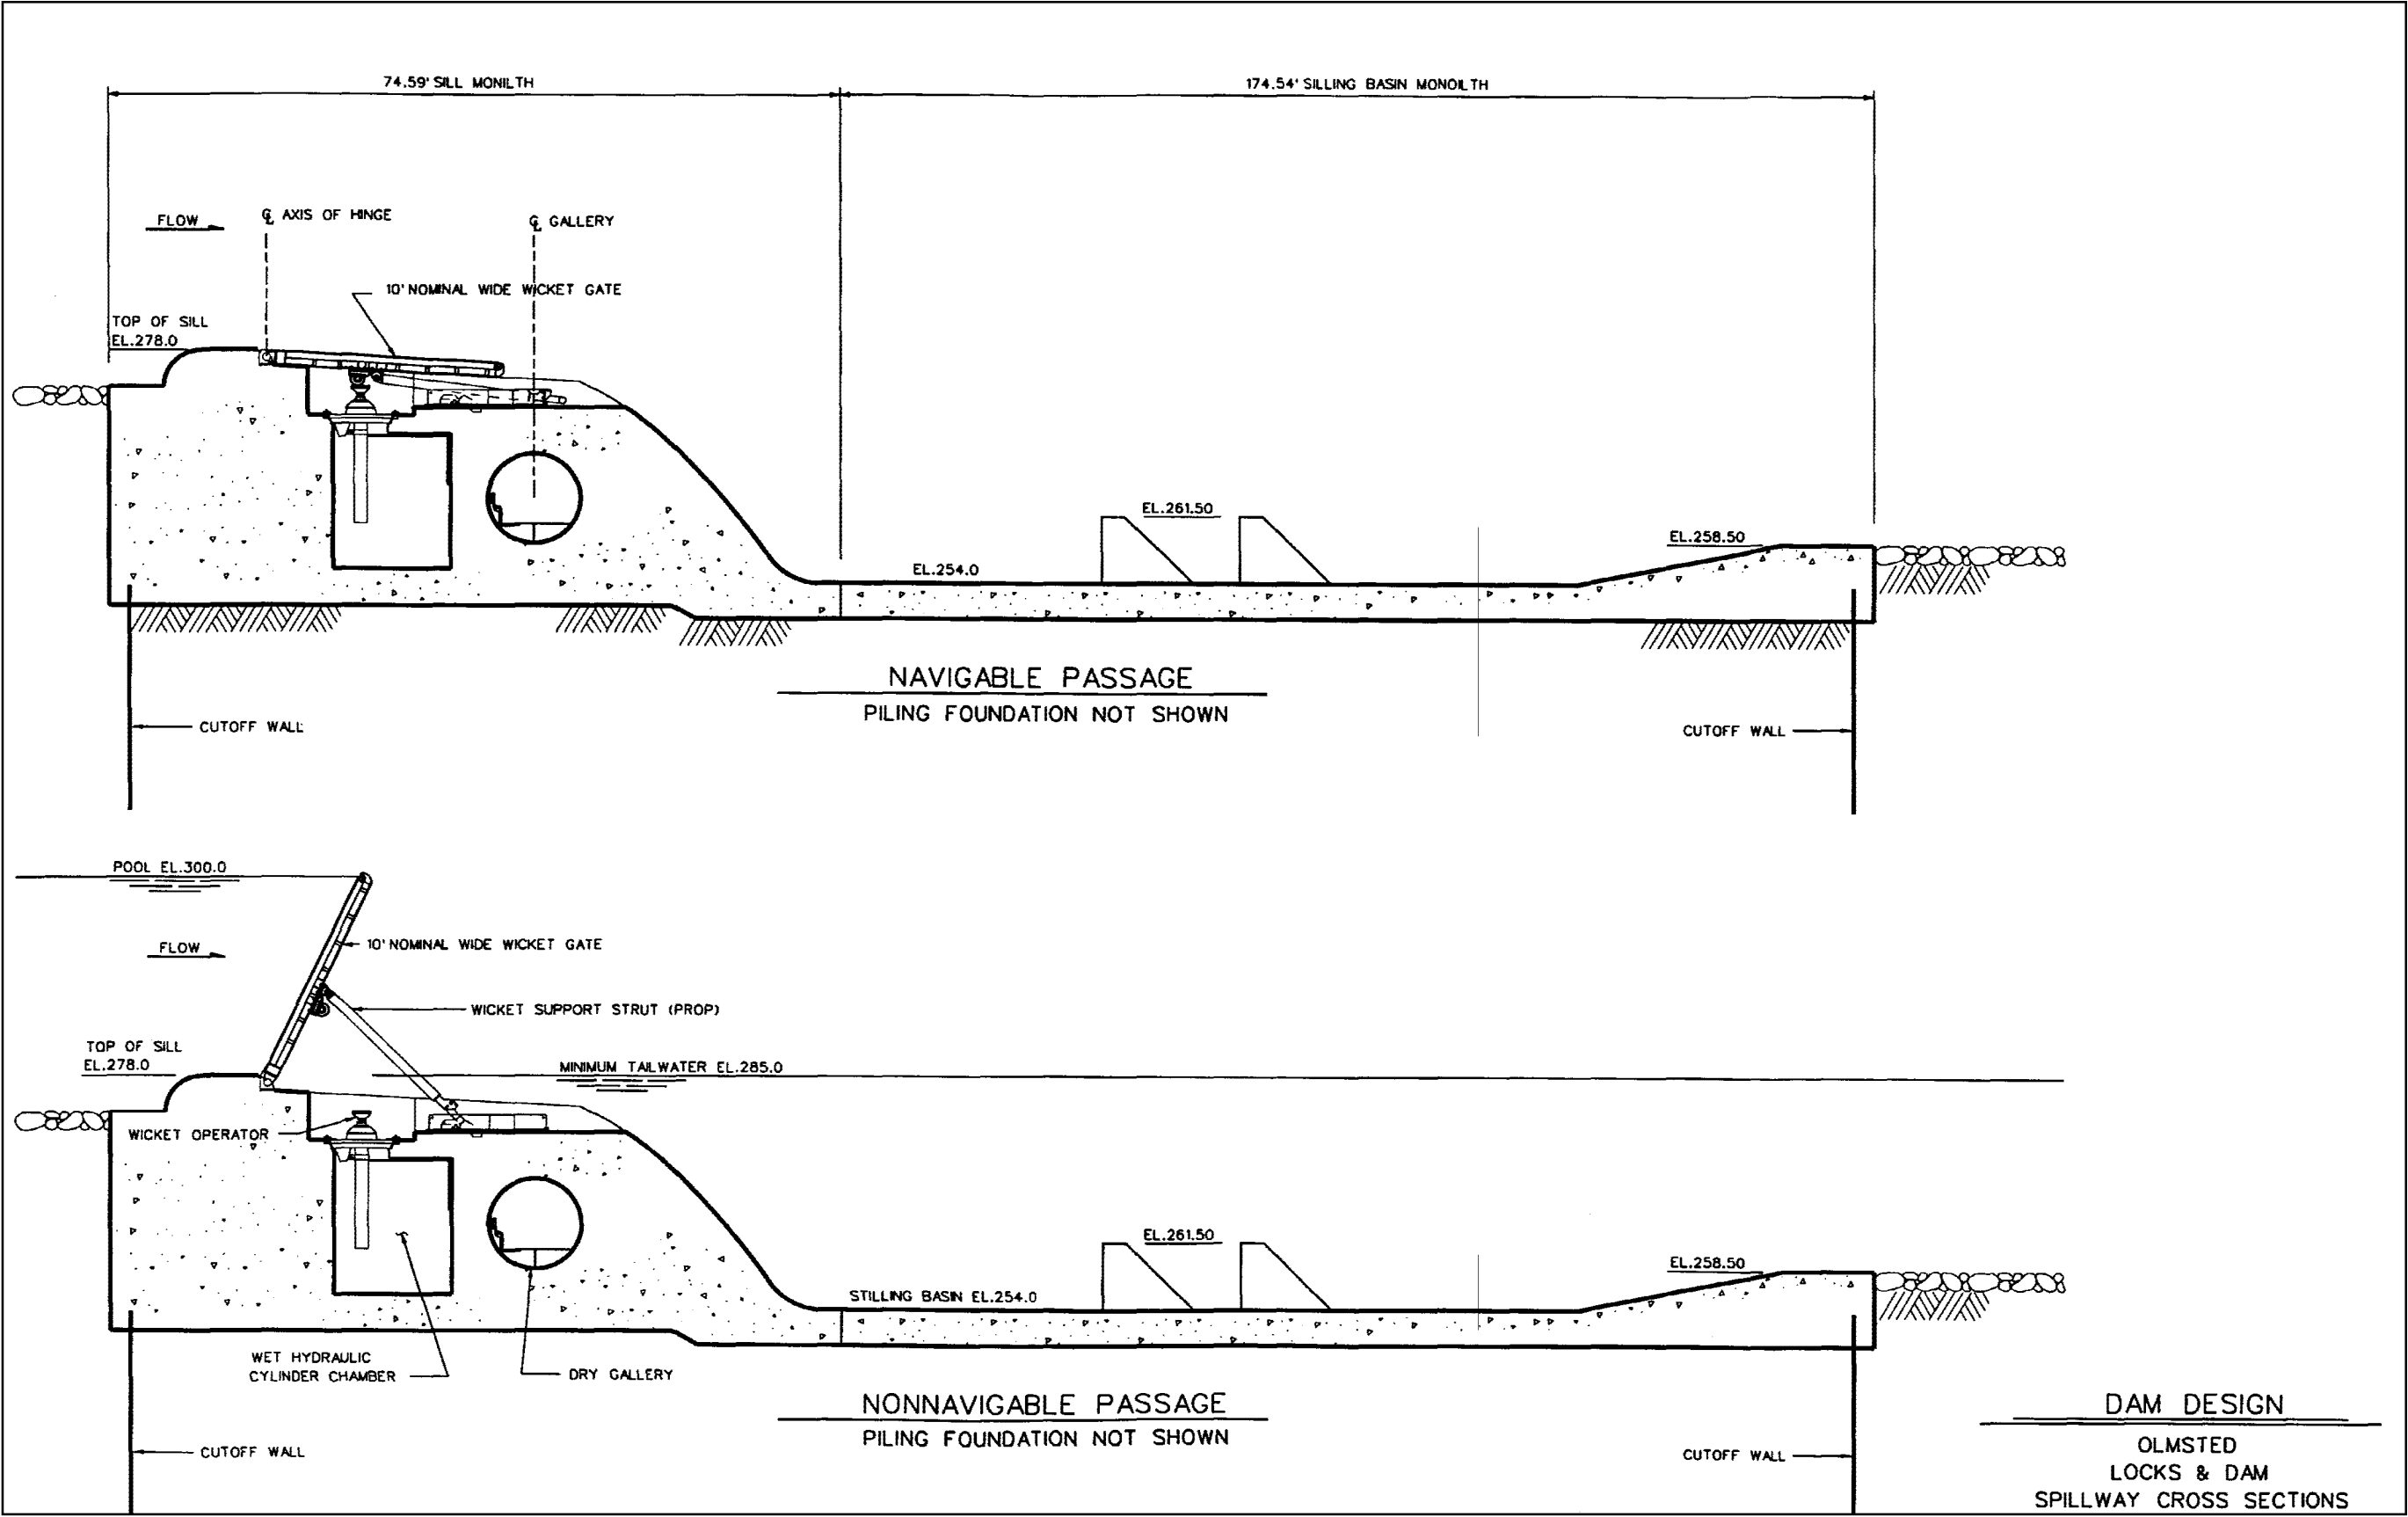 74.59' SILL MONILTH
174.54' SILLING BASIN MONOILTH
FLOW
℄ AXIS OF HINGE
℄ GALLERY
10' NOMINAL WIDE WICKET GATE
TOP OF SILL
EL.278.0
EL.261.50
EL.258.50
EL.254.0
NAVIGABLE PASSAGE
PILING FOUNDATION NOT SHOWN
CUTOFF WALL
CUTOFF WALL
POOL EL.300.0
FLOW
10' NOMINAL WIDE WICKET GATE
WICKET SUPPORT STRUT (PROP)
TOP OF SILL
EL.278.0
MINIMUM TAILWATER EL.285.0
WICKET OPERATOR
EL.261.50
EL.258.50
STILLING BASIN EL.254.0
WET HYDRAULIC
CYLINDER CHAMBER
DRY GALLERY
NONNAVIGABLE PASSAGE
PILING FOUNDATION NOT SHOWN
CUTOFF WALL
CUTOFF WALL
DAM DESIGN
OLMSTED
LOCKS & DAM
SPILLWAY CROSS SECTIONS